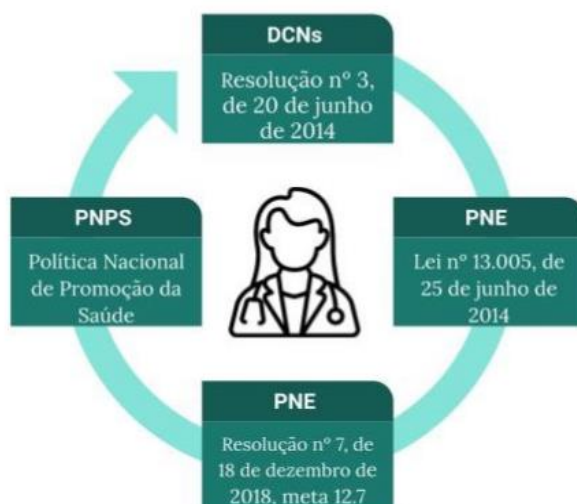 DCNs
Resolução nº 3,
de 20 de junho
de 2014
PNPS
Política Nacional
de Promoção da
Saúde
PNE
Lei nº 13.005, de
25 de junho de
2014
PNE
Resolução nº 7, de
18 de dezembro de
2018, meta 12.7